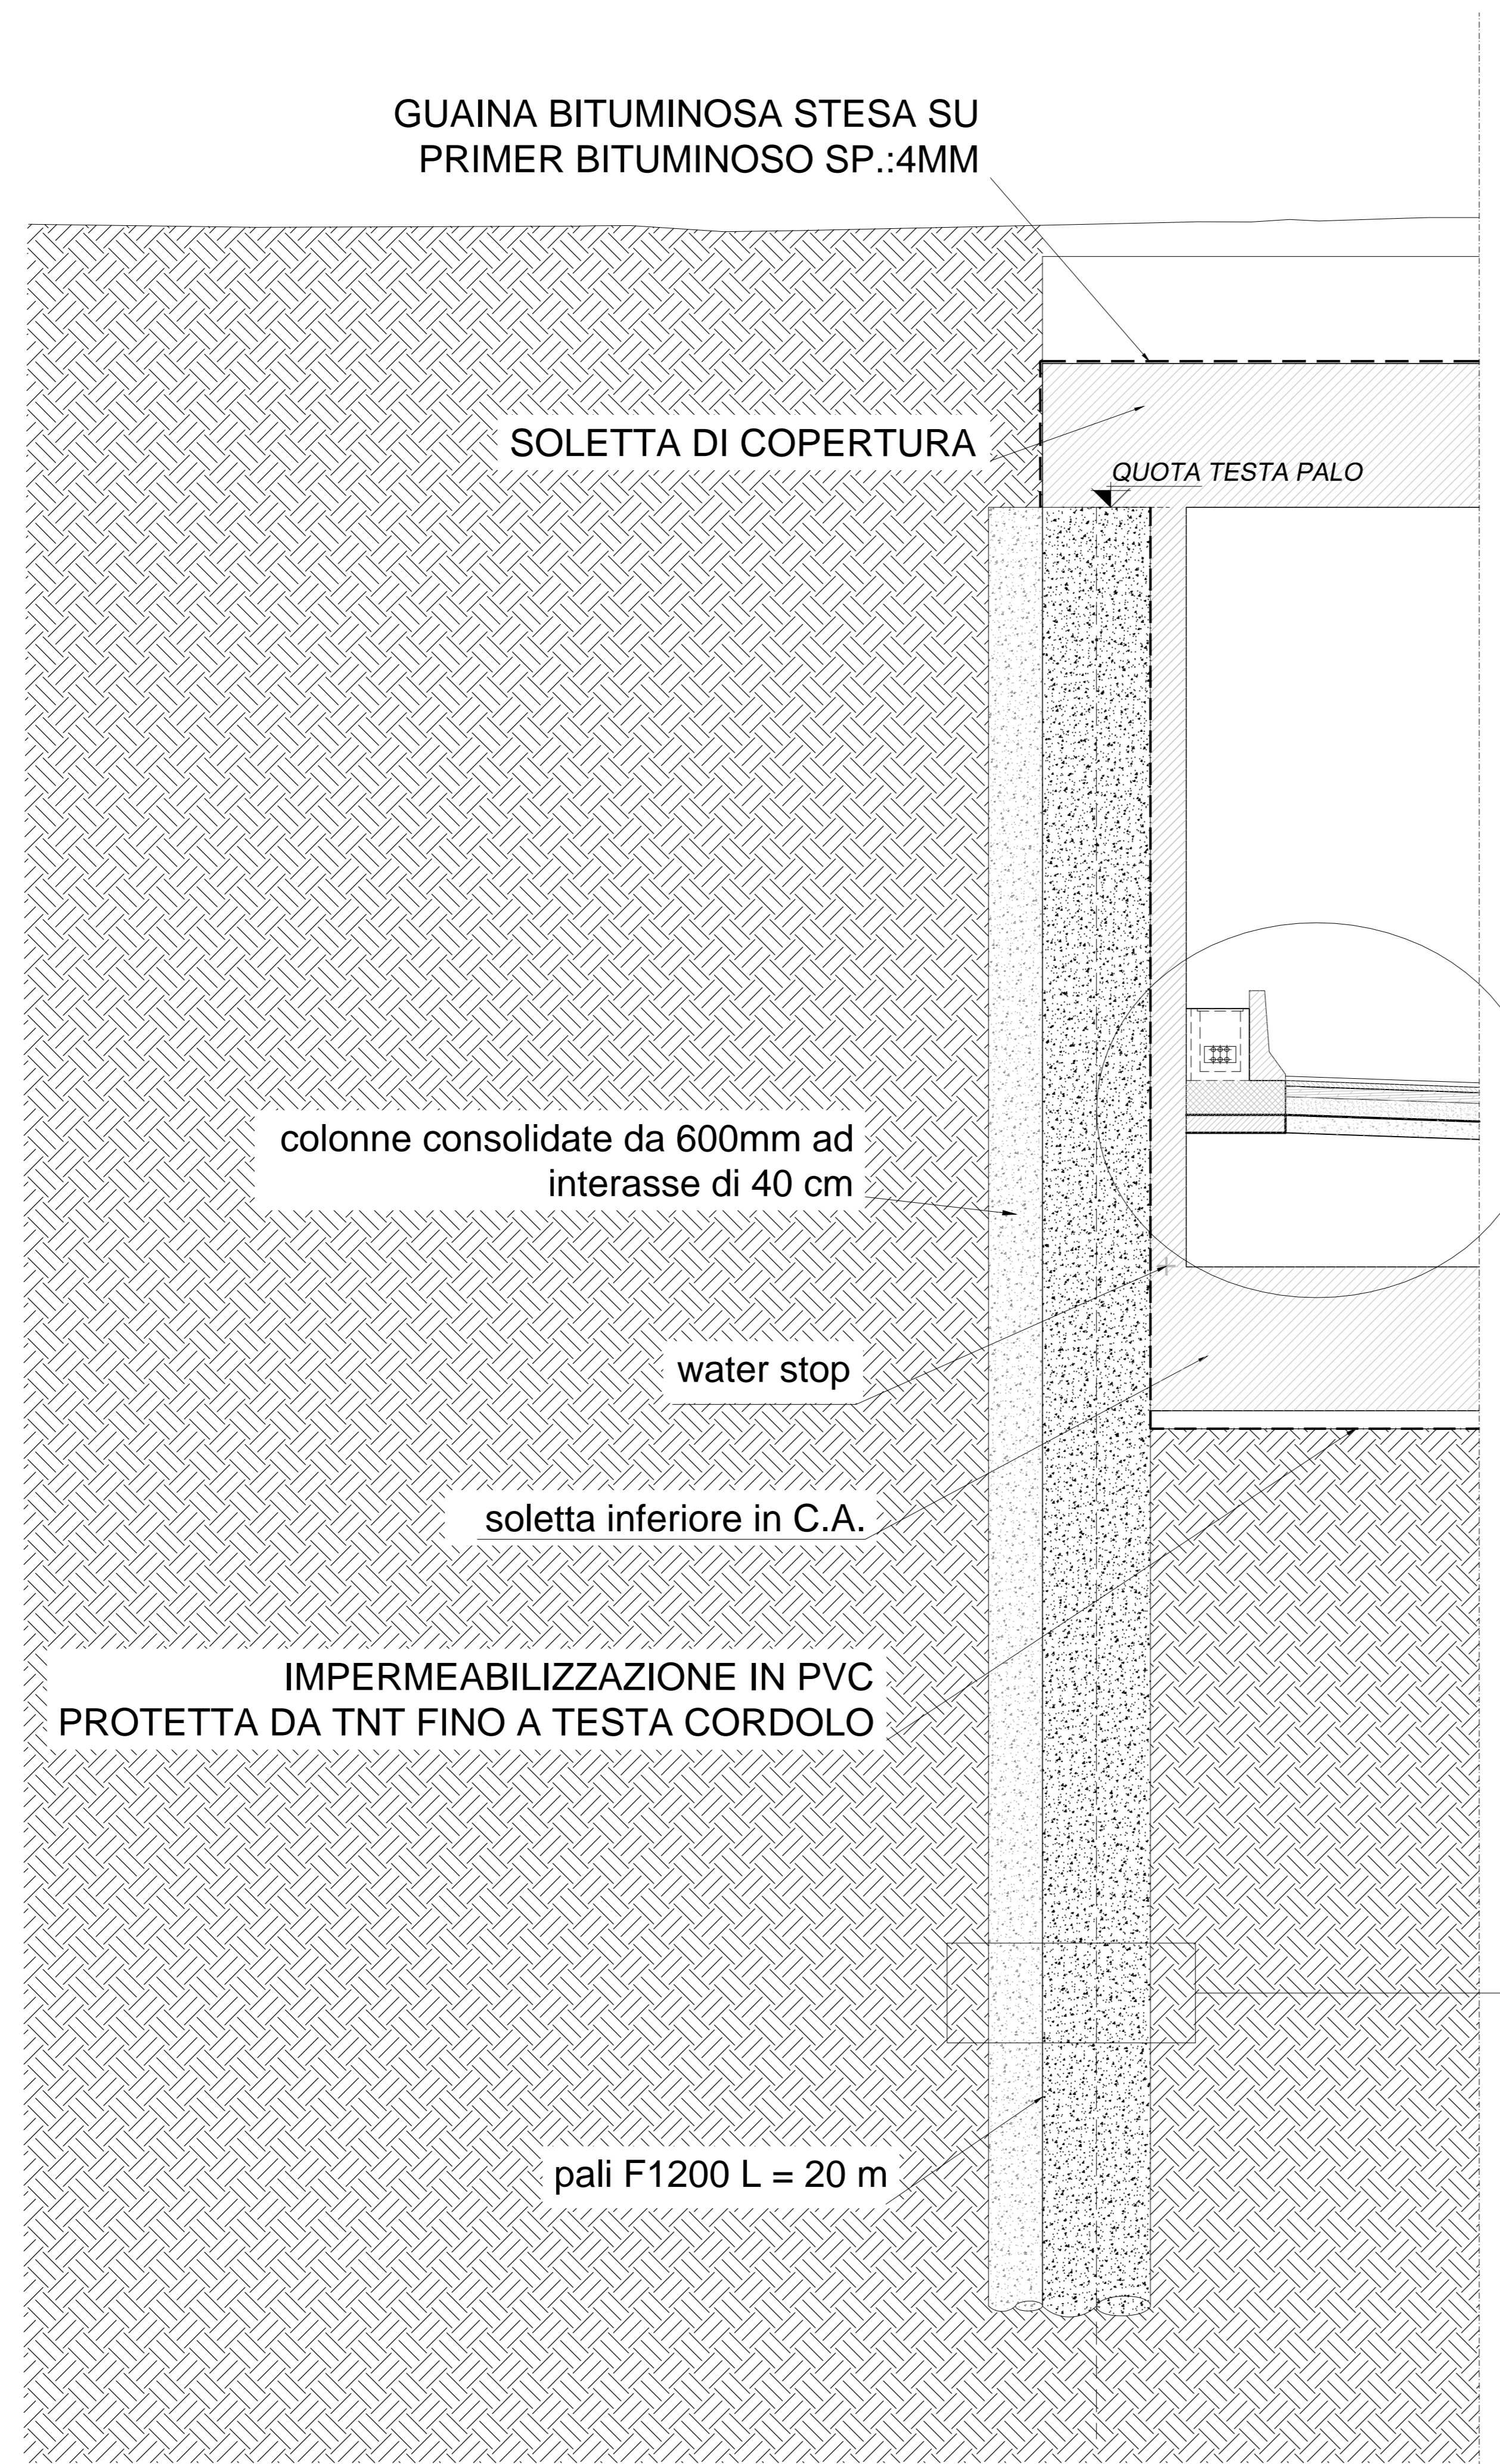 GUAINA BITUMINOSA STESA SU
PRIMER BITUMINOSO SP.:4MM
SOLETTA DI COPERTURA
QUOTA TESTA PALO
colonne consolidate da 600mm ad
interasse di 40 cm
water stop
soletta inferiore in C.A.
IMPERMEABILIZZAZIONE IN PVC
PROTETTA DA TNT FINO A TESTA CORDOLO
pali F1200 L = 20 m